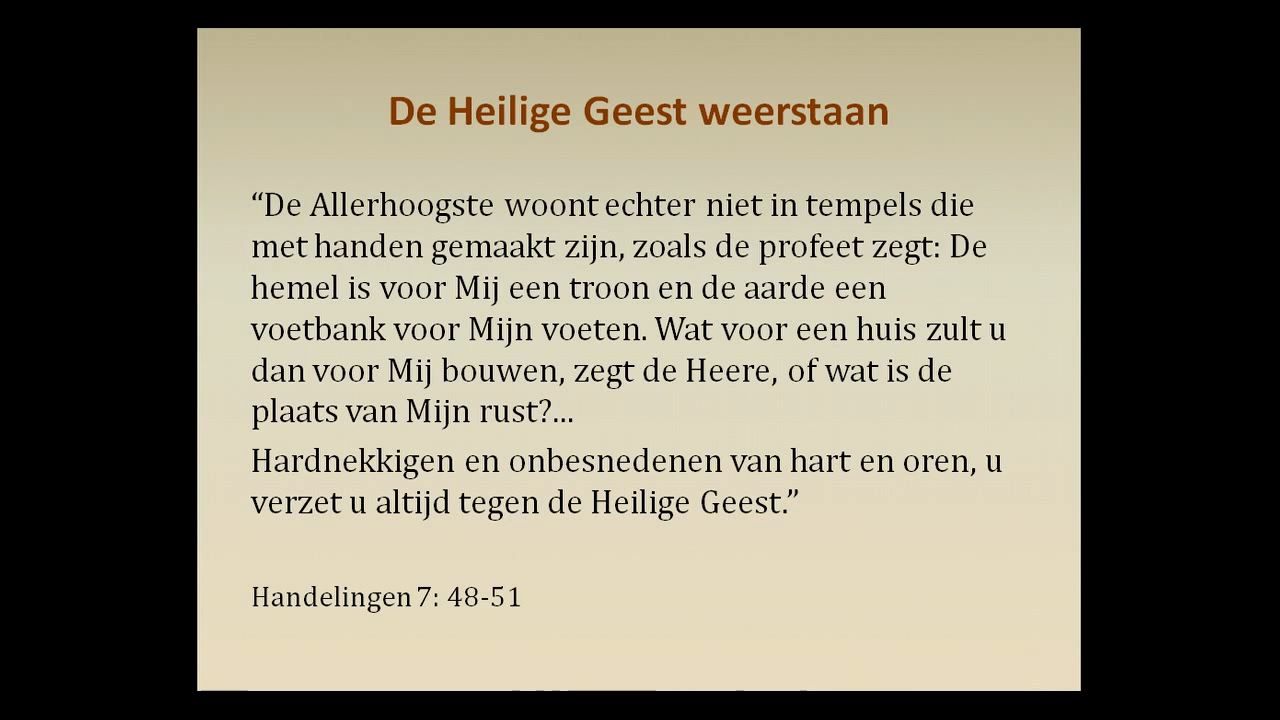 De Heilige Geest weerstaan
“De Allerhoogste woont echter niet in tempels die
met handen gemaakt zijn, zoals de profeet zegt: De
hemel is voor Mij een troon en de aarde een
voetbank voor Mijn voeten. Wat voor een huis zult u
dan voor Mij bouwen, zegt de Heere, of wat is de
plaats van Mijn rust?...
Hardnekkigen en onbesnedenen van hart en oren, u
verzet u altijd tegen de Heilige Geest.”
Handelingen 7: 48-51